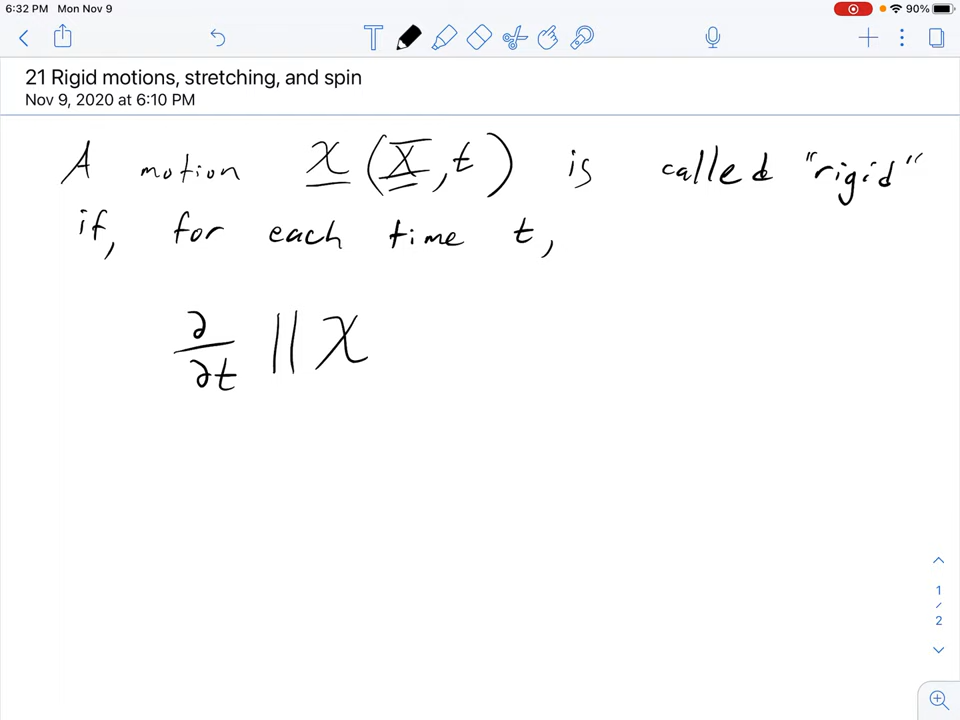 6:32 PM Mon Nov 9
90%
T
21 Rigid motions, stretching, and spin
Nov 9, 2020 at 6:10 PM
A motion χ (X, t) is called "rigid"
if, for each time t,
∂/∂t || χ
1
/
2